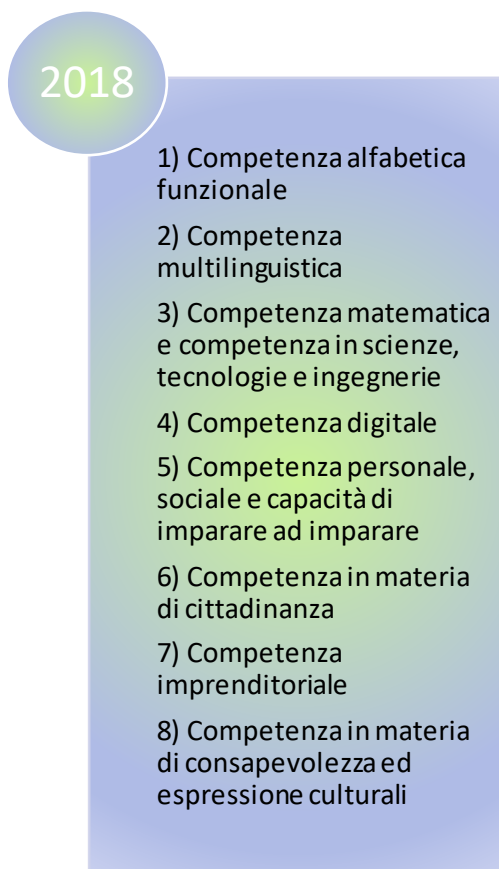 2018
1) Competenza alfabetica
funzionale
2) Competenza
multilinguistica
3) Competenza matematica
e competenza in scienze,
tecnologie e ingegnerie
4) Competenza digitale
5) Competenza personale,
sociale e capacità di
imparare ad imparare
6) Competenza in materia
di cittadinanza
7) Competenza
imprenditoriale
8) Competenza in materia
di consapevolezza ed
espressione culturali